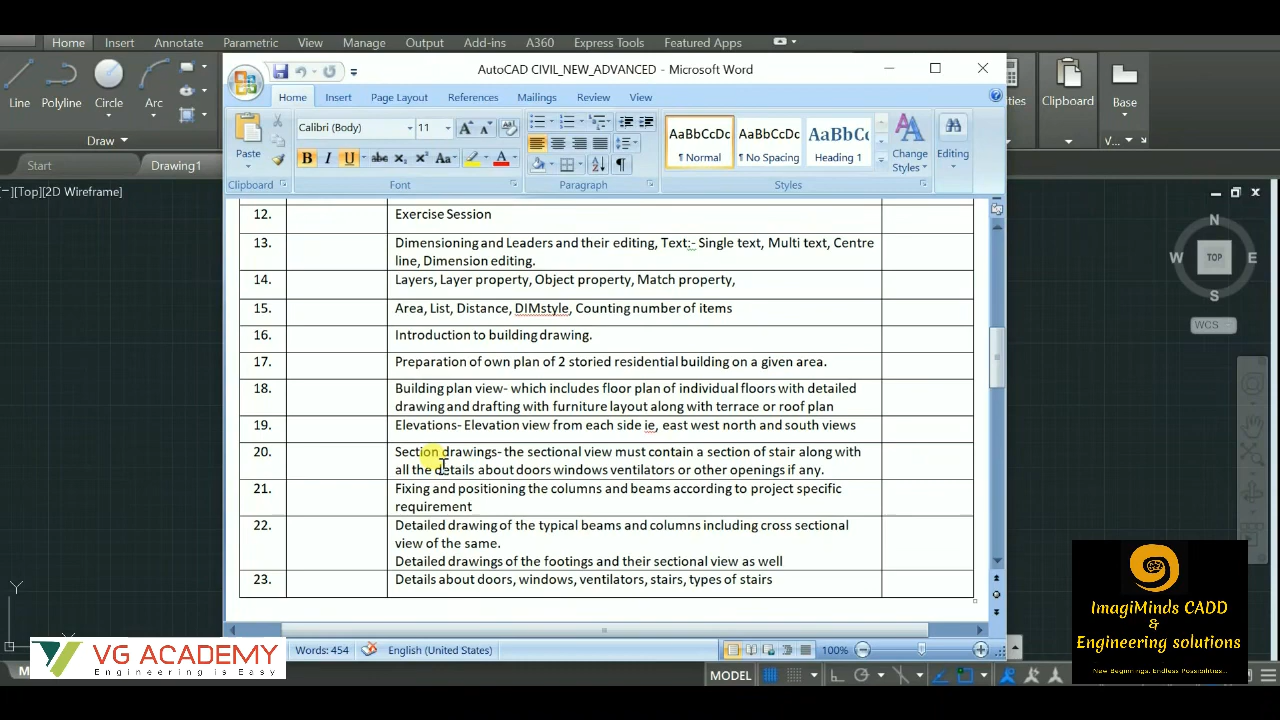 Home Insert Annotate Parametric View Manage Output Add-ins A360 Express Tools Featured Apps
AutoCAD CIVIL_NEW_ADVANCED - Microsoft Word
Line Polyline Circle Arc
Draw
Clipboard
Base
Home Insert Page Layout References Mailings Review View
Paste
Calibri (Body) 11
B I U abc X₂ X² Aa A
AaBbCcDc AaBbCcDc AaBbCc
¶ Normal ¶ No Spacing Heading 1
Change
Styles
Editing
Clipboard Font Paragraph Styles
Start Drawing1
[Top][2D Wireframe]
12. Exercise Session
13. Dimensioning and Leaders and their editing, Text:- Single text, Multi text, Centre
line, Dimension editing.
14. Layers, Layer property, Object property, Match property,
15. Area, List, Distance, DIMstyle, Counting number of items
16. Introduction to building drawing.
17. Preparation of own plan of 2 storied residential building on a given area.
18. Building plan view- which includes floor plan of individual floors with detailed
drawing and drafting with furniture layout along with terrace or roof plan
19. Elevations- Elevation view from each side ie, east west north and south views
20. Section drawings- the sectional view must contain a section of stair along with
all the details about doors windows ventilators or other openings if any.
21. Fixing and positioning the columns and beams according to project specific
requirement
22. Detailed drawing of the typical beams and columns including cross sectional
view of the same.
Detailed drawings of the footings and their sectional view as well
23. Details about doors, windows, ventilators, stairs, types of stairs
N
W TOP E
S
WCS
Y
Words: 454 English (United States) 100%
MODEL
VG ACADEMY
Engineering is Easy
ImagiMinds CADD
&
Engineering solutions
New Beginnings, Endless Possibilities...